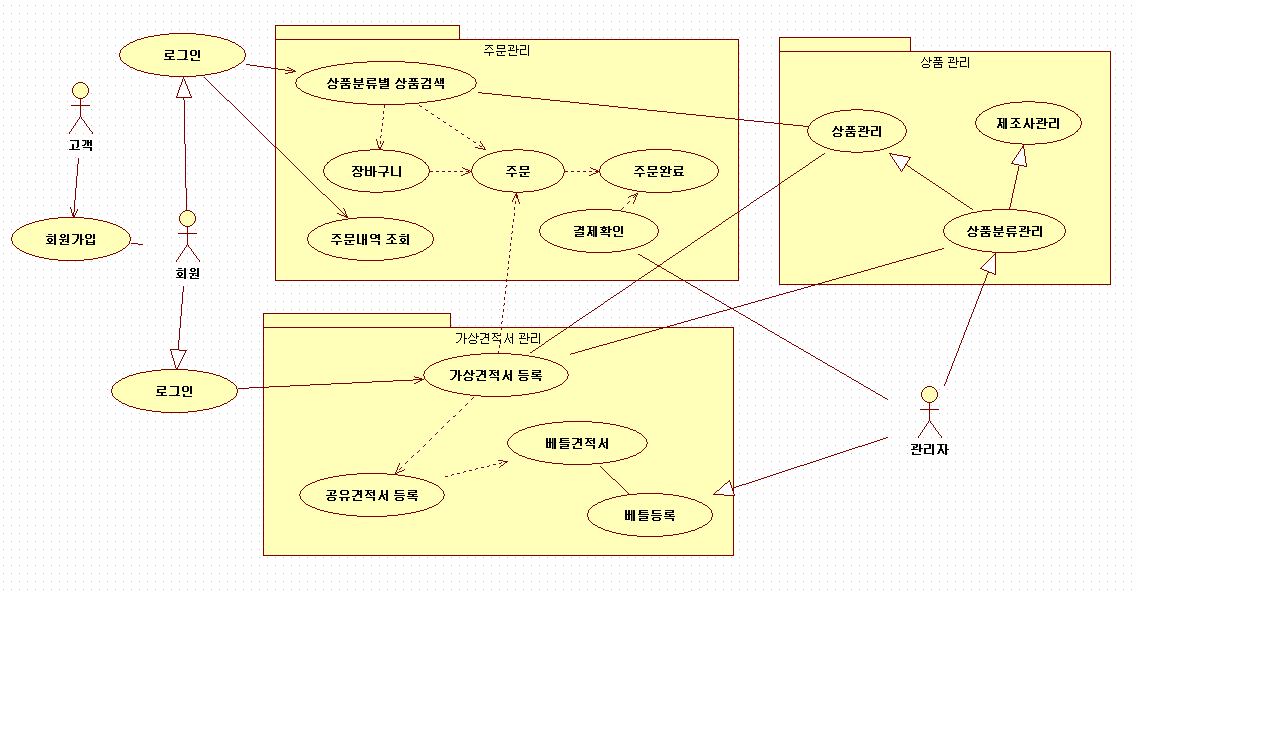 로그인
고객
회원가입
회원
로그인
주문관리
상품분류별 상품검색
장바구니
주문
주문완료
주문내역 조회
결제확인
상품 관리
상품관리
제조사관리
상품분류관리
가상견적서 관리
가상견적서 등록
베틀견적서
공유견적서 등록
베틀등록
관리자